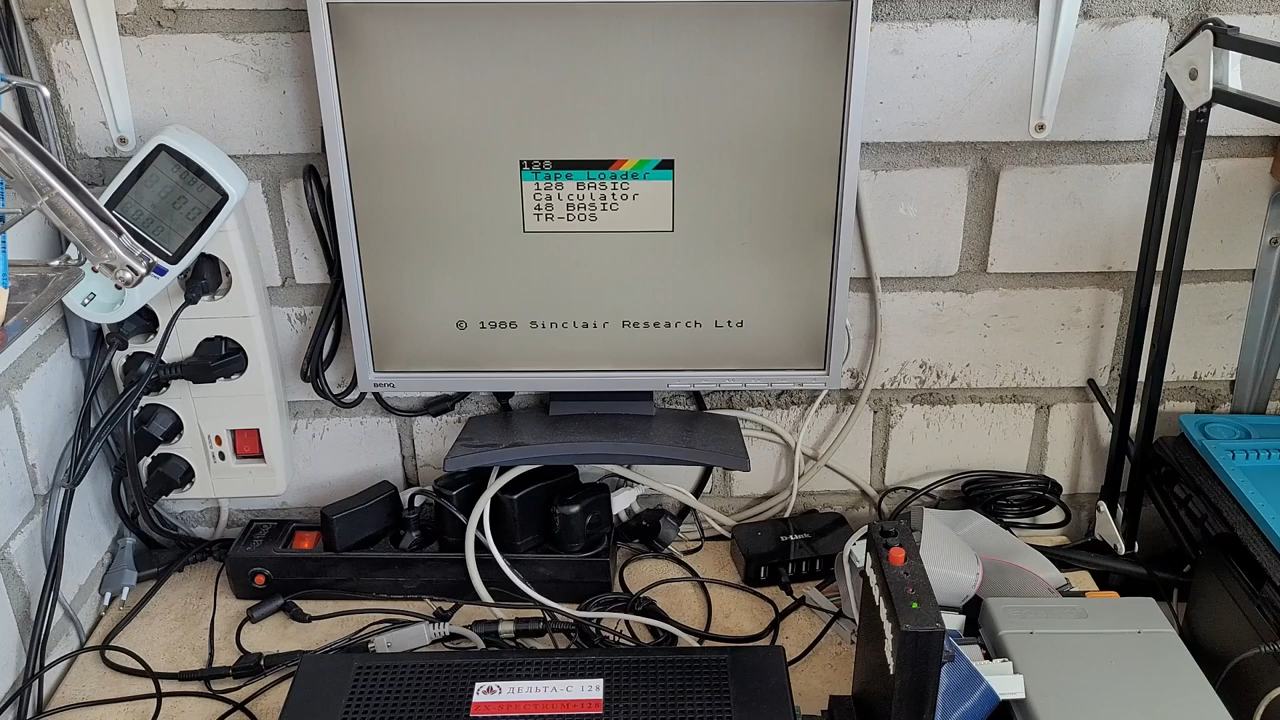 128
Tape Loader
128 BASIC
Calculator
48 BASIC
TR-DOS
© 1986 Sinclair Research Ltd
BenQ
D-Link
ДЕЛЬТА-С 128
ZX-SPECTRUM+128